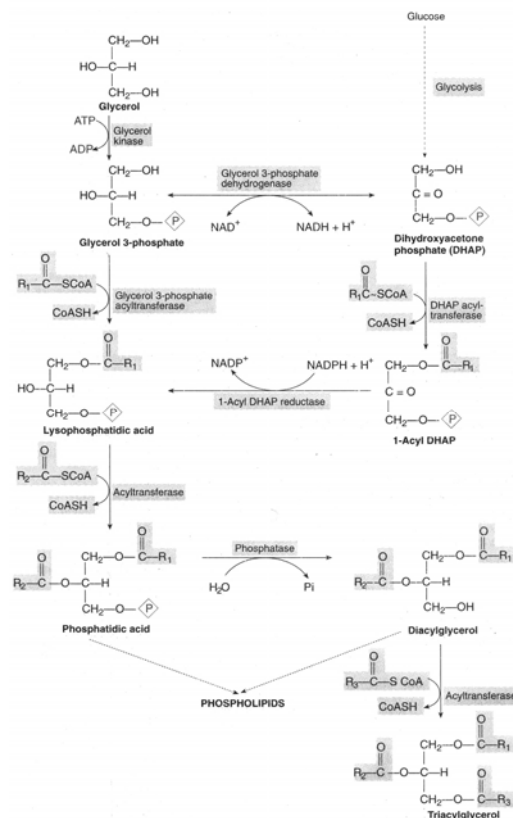 Glucose
CH₂—OH
HO—C—H
CH₂—OH
Glycerol
Glycolysis
ATP
ADP
Glycerol
kinase
CH₂—OH
HO—C—H
CH₂—O—P
Glycerol 3-phosphate
Glycerol 3-phosphate
dehydrogenase
NAD⁺
NADH + H⁺
CH₂—OH
C=O
CH₂—O—P
Dihydroxyacetone
phosphate (DHAP)
O
R₁—C—SCoA
CoASH
Glycerol 3-phosphate
acyltransferase
O
R₁C—SCoA
CoASH
DHAP acyl-
transferase
O
CH₂—O—C—R₁
HO—C—H
CH₂—O—P
Lysophosphatidic acid
NADP⁺
NADPH + H⁺
1-Acyl DHAP reductase
O
CH₂—O—C—R₁
C=O
CH₂—O—P
1-Acyl DHAP
O
R₂—C—SCoA
CoASH
Acyltransferase
O
CH₂—O—C—R₁
O
R₂—C—O—C—H
CH₂—O—P
Phosphatidic acid
Phosphatase
H₂O
Pi
O
CH₂—O—C—R₁
O
R₂—C—O—C—H
CH₂—OH
Diacylglycerol
PHOSPHOLIPIDS
O
R₃—C—S CoA
CoASH
Acyltransferase
O
CH₂—O—C—R₁
O
R₂—C—O—C—H
O
CH₂—O—C—R₃
Triacylglycerol